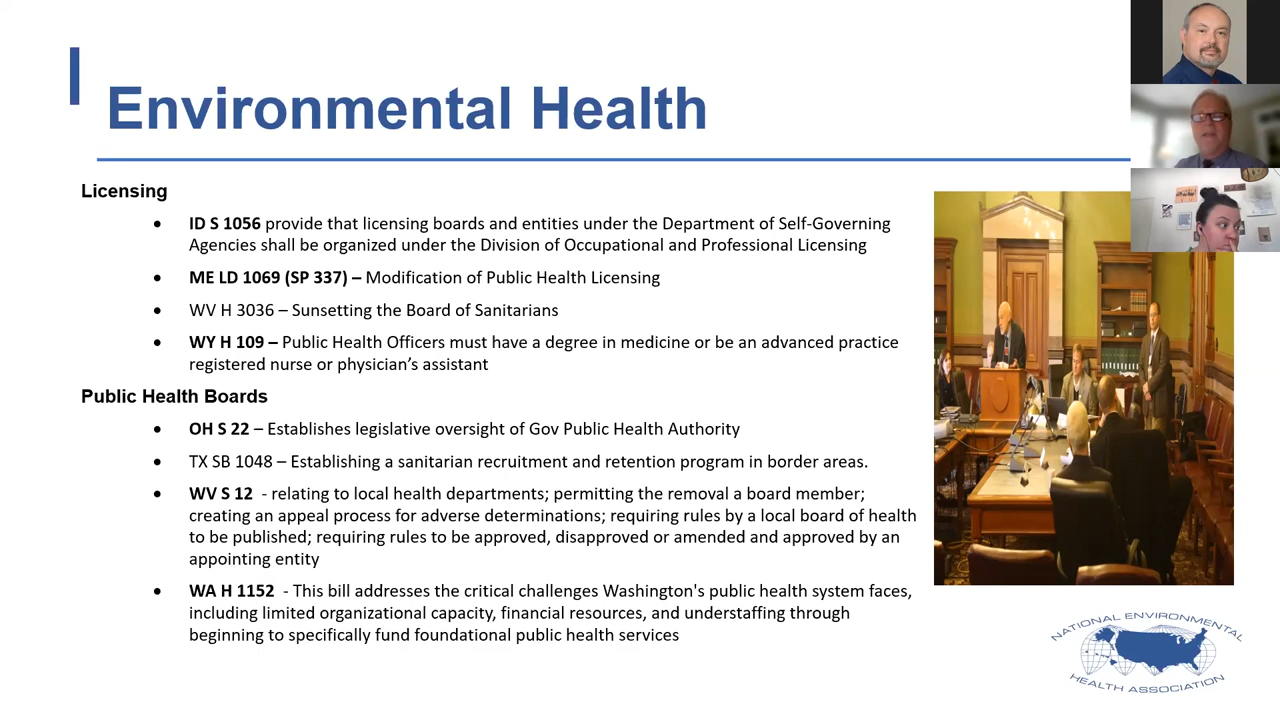 Environmental Health
Licensing
• ID S 1056 provide that licensing boards and entities under the Department of Self-Governing
Agencies shall be organized under the Division of Occupational and Professional Licensing
• ME LD 1069 (SP 337) – Modification of Public Health Licensing
• WV H 3036 – Sunsetting the Board of Sanitarians
• WY H 109 – Public Health Officers must have a degree in medicine or be an advanced practice
registered nurse or physician’s assistant
Public Health Boards
• OH S 22 – Establishes legislative oversight of Gov Public Health Authority
• TX SB 1048 – Establishing a sanitarian recruitment and retention program in border areas.
• WV S 12 - relating to local health departments; permitting the removal a board member;
creating an appeal process for adverse determinations; requiring rules by a local board of health
to be published; requiring rules to be approved, disapproved or amended and approved by an
appointing entity
• WA H 1152 - This bill addresses the critical challenges Washington's public health system faces,
including limited organizational capacity, financial resources, and understaffing through
beginning to specifically fund foundational public health services
NATIONAL ENVIRONMENTAL
HEALTH ASSOCIATION